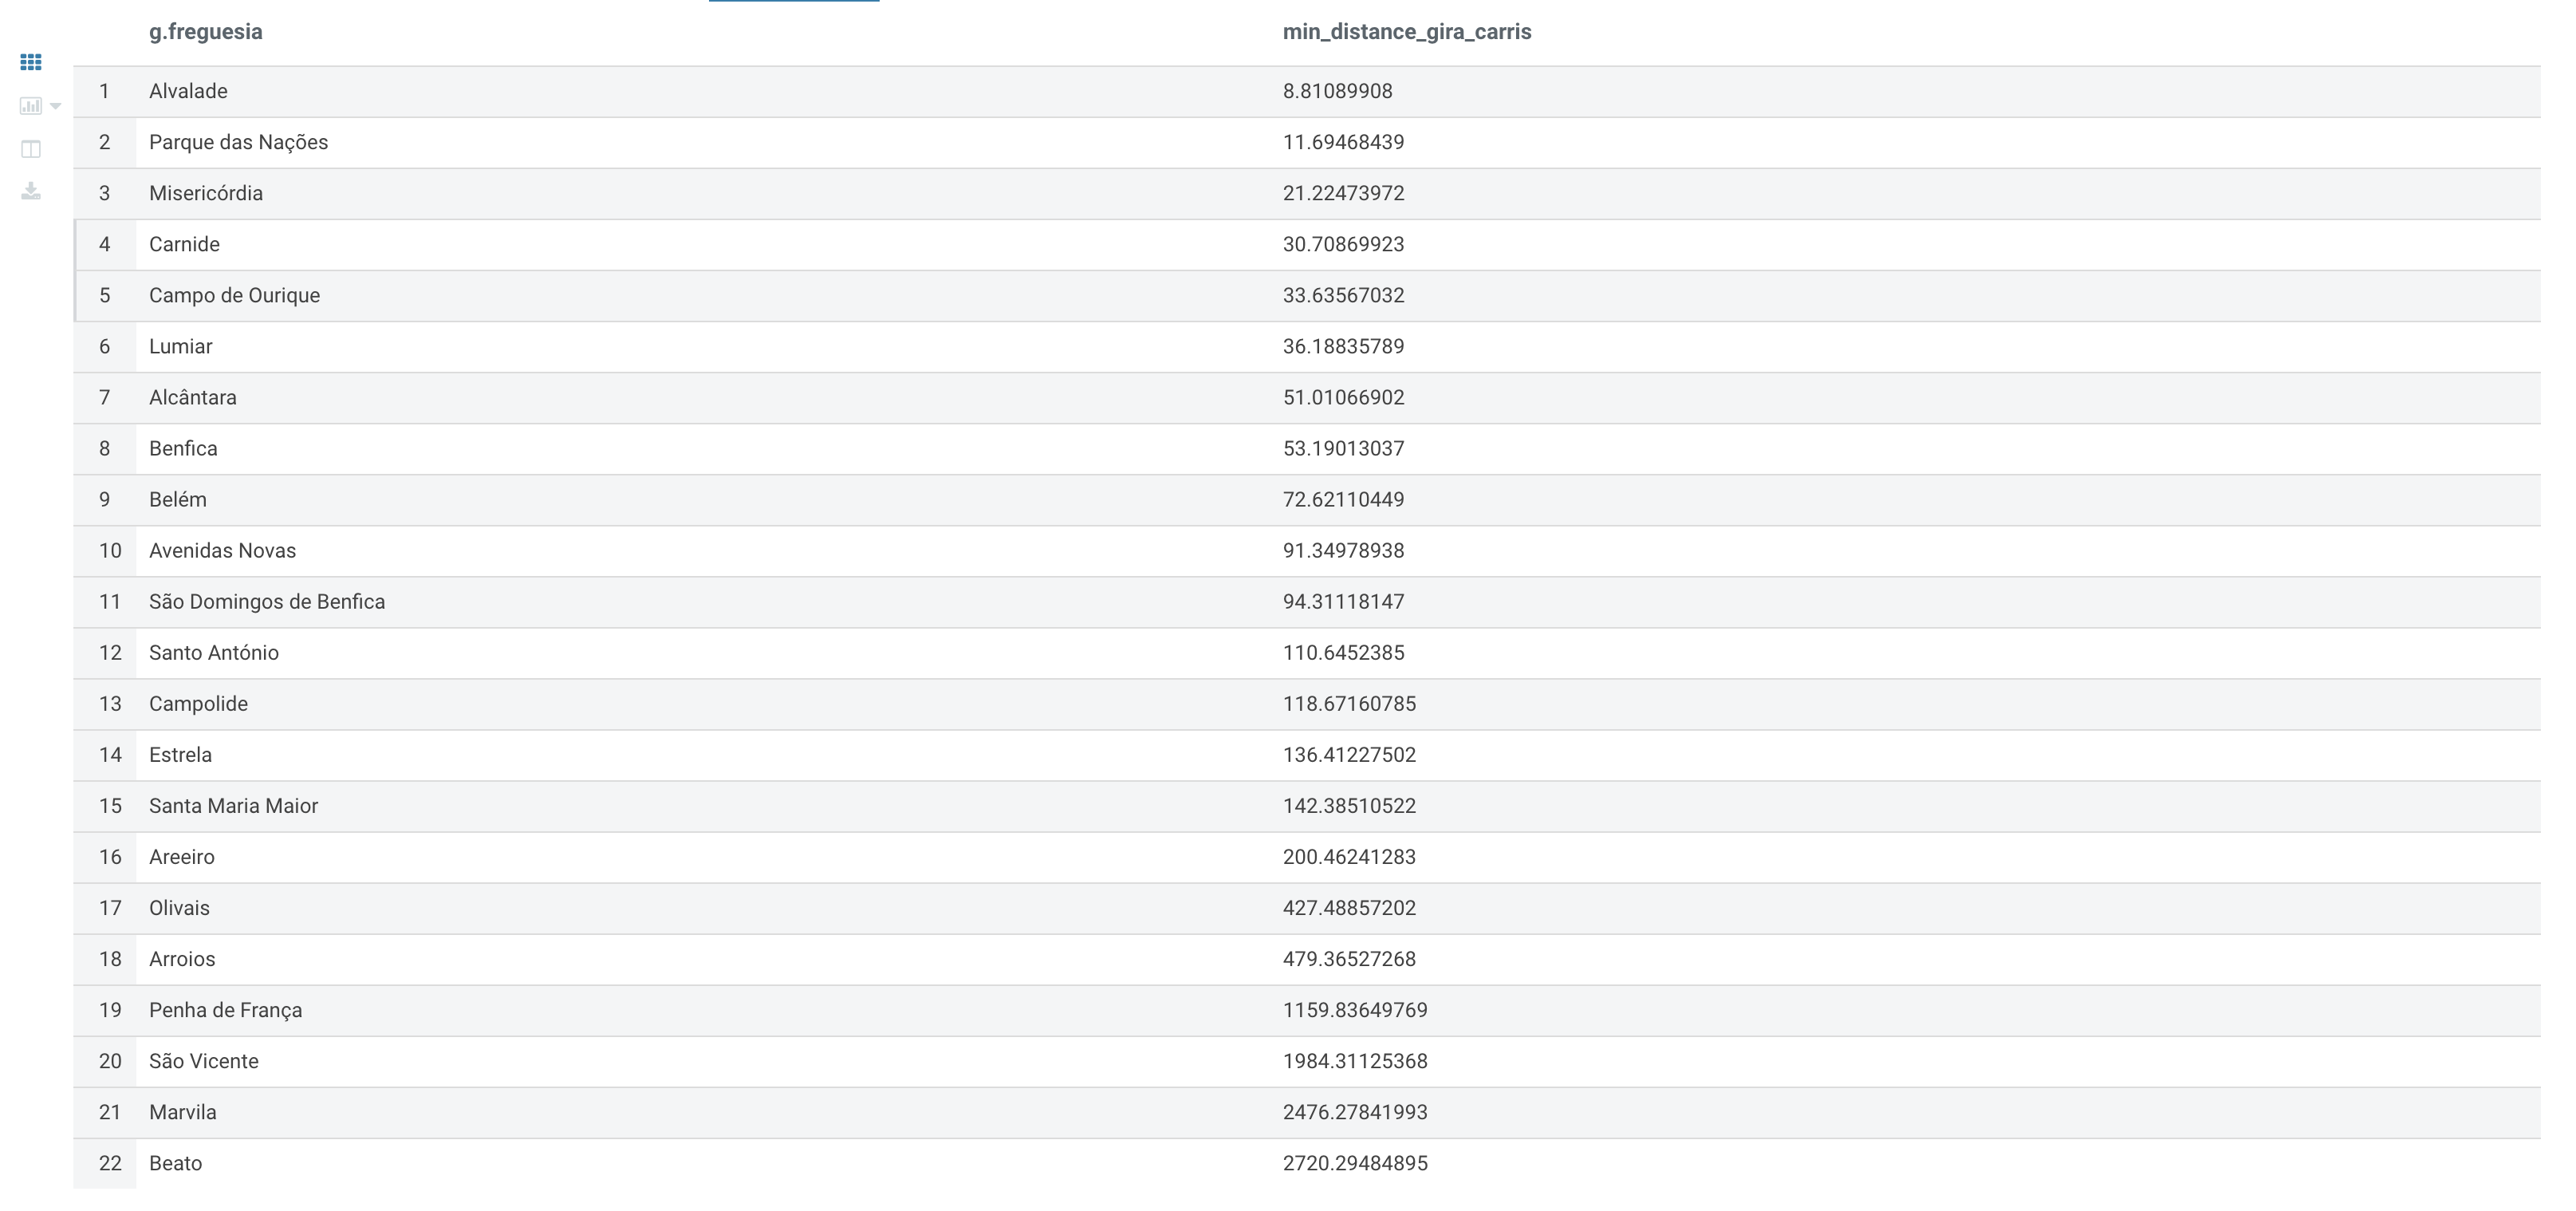 g.freguesia min_distance_gira_carris
1 Alvalade 8.81089908
2 Parque das Nações 11.69468439
3 Misericórdia 21.22473972
4 Carnide 30.70869923
5 Campo de Ourique 33.63567032
6 Lumiar 36.18835789
7 Alcântara 51.01066902
8 Benfica 53.19013037
9 Belém 72.62110449
10 Avenidas Novas 91.34978938
11 São Domingos de Benfica 94.31118147
12 Santo António 110.6452385
13 Campolide 118.67160785
14 Estrela 136.41227502
15 Santa Maria Maior 142.38510522
16 Areeiro 200.46241283
17 Olivais 427.48857202
18 Arroios 479.36527268
19 Penha de França 1159.83649769
20 São Vicente 1984.31125368
21 Marvila 2476.27841993
22 Beato 2720.29484895